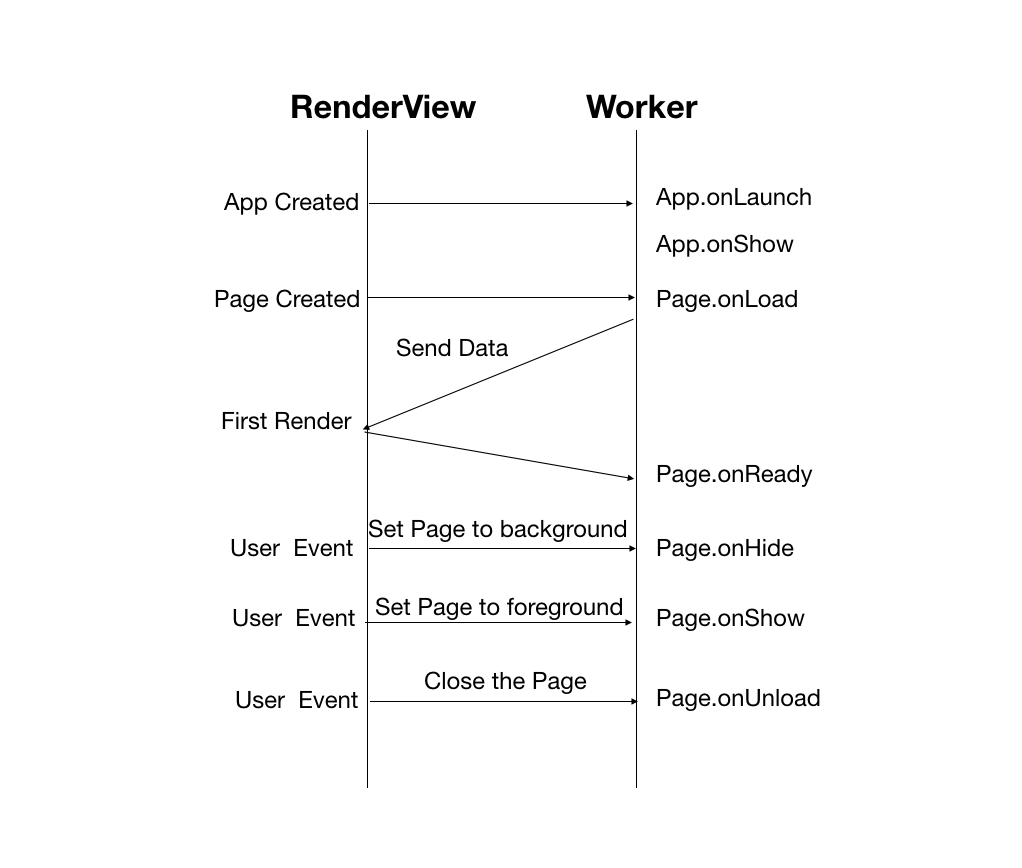 RenderView Worker
App Created App.onLaunch
App.onShow
Page Created Page.onLoad
Send Data
First Render
Page.onReady
Set Page to background
User Event Page.onHide
Set Page to foreground
User Event Page.onShow
Close the Page
User Event Page.onUnload